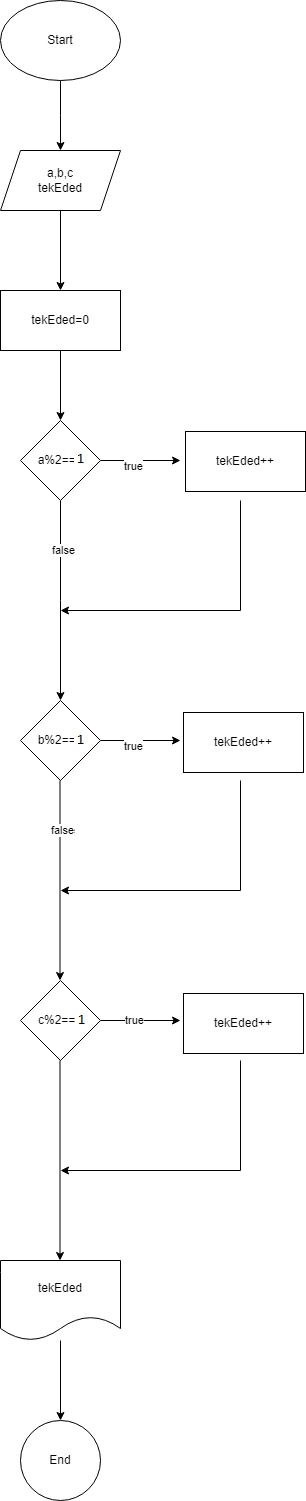 Start
a,b,c
tekEded
tekEded=0
a%2== 1
true
tekEded++
false
b%2== 1
true
tekEded++
false
c%2== 1
true
tekEded++
tekEded
End